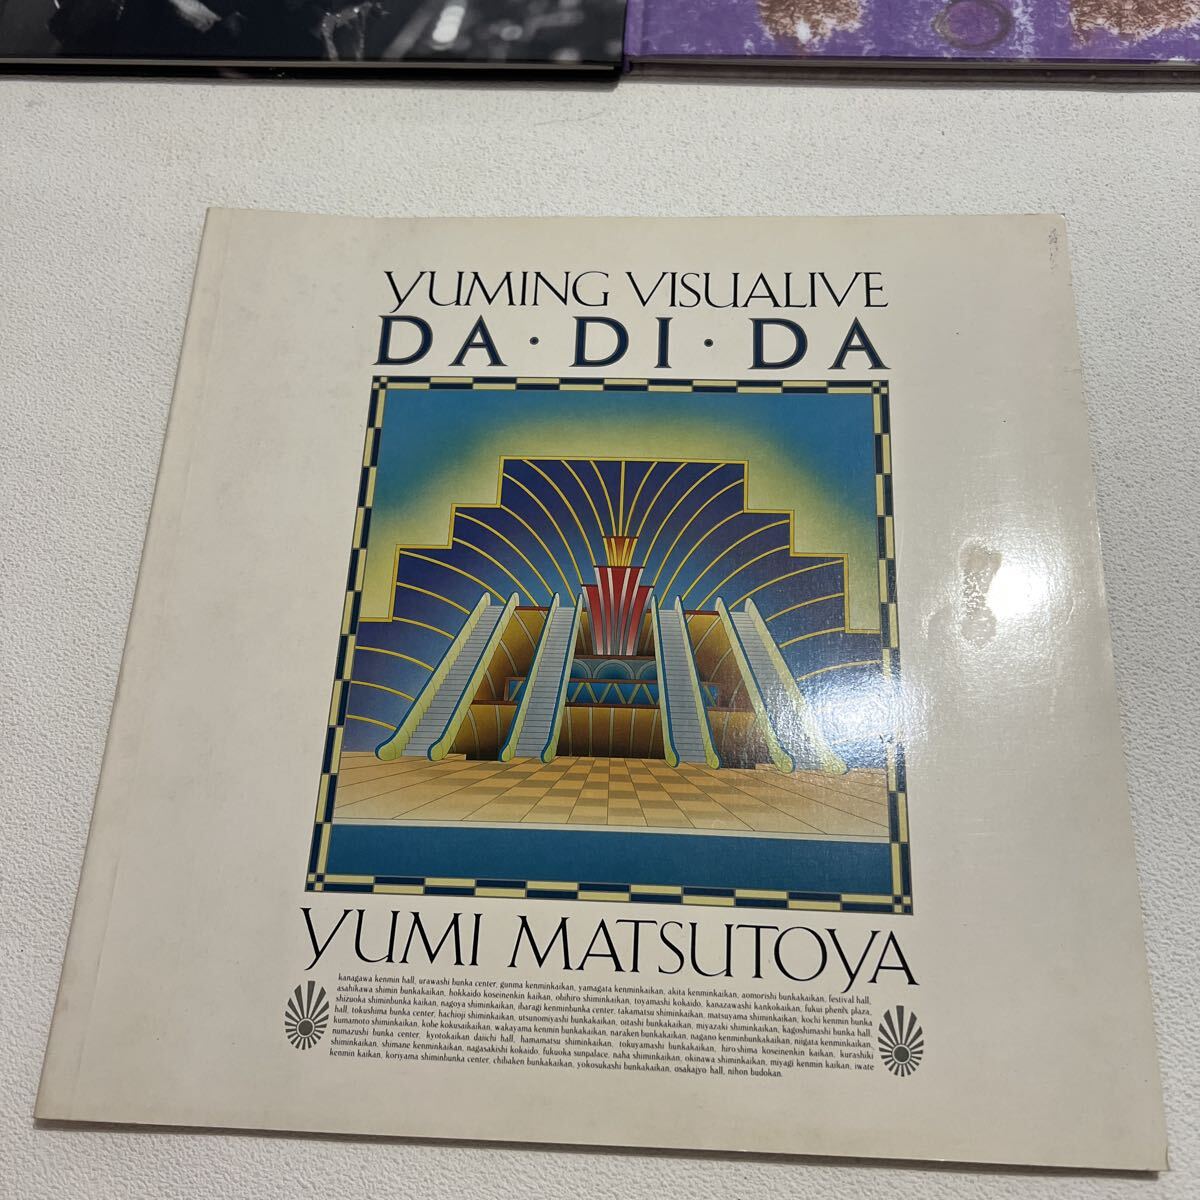 YUMING VISUALIVE
DA・DI・DA
YUMI MATSUTOYA
kanagawa kenmin hall, urawashi bunka center, gunma kenminkaikan, yamagata kenminkaikan, akita kenminkaikan, aomorishi bunkakaikan, festival hall,
asahikawa shimin bunkakaikan, hokkaido koseinenkin kaikan, obihiro shiminkaikan, toyamashi kokaido, kanazawashi kankokaikan, fukui phenix plaza,
shizuoka shiminbunka kaikan, nagoya shiminkaikan, ibaragi kenminbunka center, takamatsu shiminkaikan, matsuyama shiminkaikan, kochi kenmin bunka
hall, tokushima bunka center, hachioji shiminkaikan, utsunomiyashi bunkakaikan, oitashi bunkakaikan, miyazaki shiminkaikan, kagoshimashi bunka hall,
kumamoto shiminkaikan, kobe kokusaikaikan, wakayama kenmin bunkakaikan, naraken bunkakaikan, nagano kenminbunkakaikan, niigata kenminkaikan,
numazushi bunka center, kyotokaikan daiichi hall, hamamatsu shiminkaikan, tokuyamashi bunkakaikan, hiroshima koseinenkin kaikan, kurashiki
shiminkaikan, shimane kenminkaikan, nagasakishi kokaido, fukuoka sunpalace, naha shiminkaikan, okinawa shiminkaikan, miyagi kenmin kaikan, iwate
kenmin kaikan, koriyama shiminbunka center, chibaken bunkakaikan, yokosukashi bunkakaikan, osakajyo hall, nihon budokan.